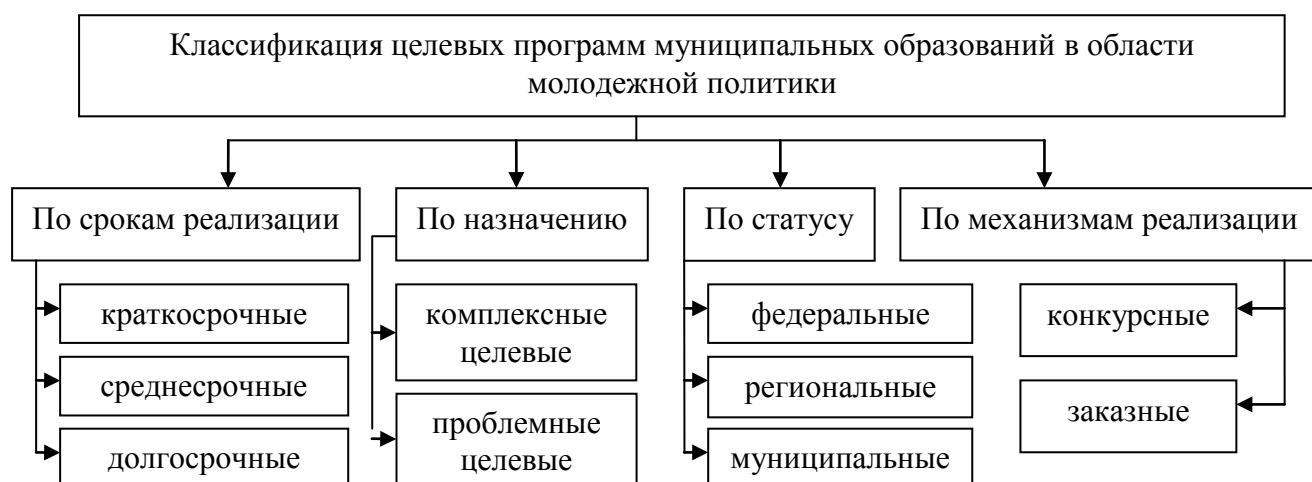 Классификация целевых программ муниципальных образований в области
молодежной политики
По срокам реализации
По назначению
По статусу
По механизмам реализации
краткосрочные
среднесрочные
долгосрочные
комплексные
целевые
проблемные
целевые
федеральные
региональные
муниципальные
конкурсные
заказные